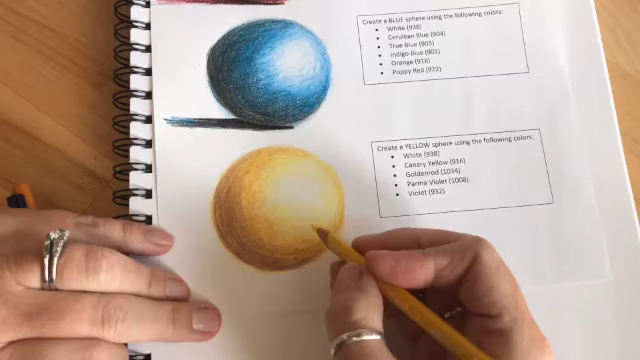 Create a BLUE sphere using the following colors:
White (938)
Cerulean Blue (904)
True Blue (903)
Indigo Blue (901)
Orange (918)
Poppy Red (922)
Create a YELLOW sphere using the following colors:
White (938)
Canary Yellow (916)
Goldenrod (1034)
Parma Violet (1008)
Violet (932)